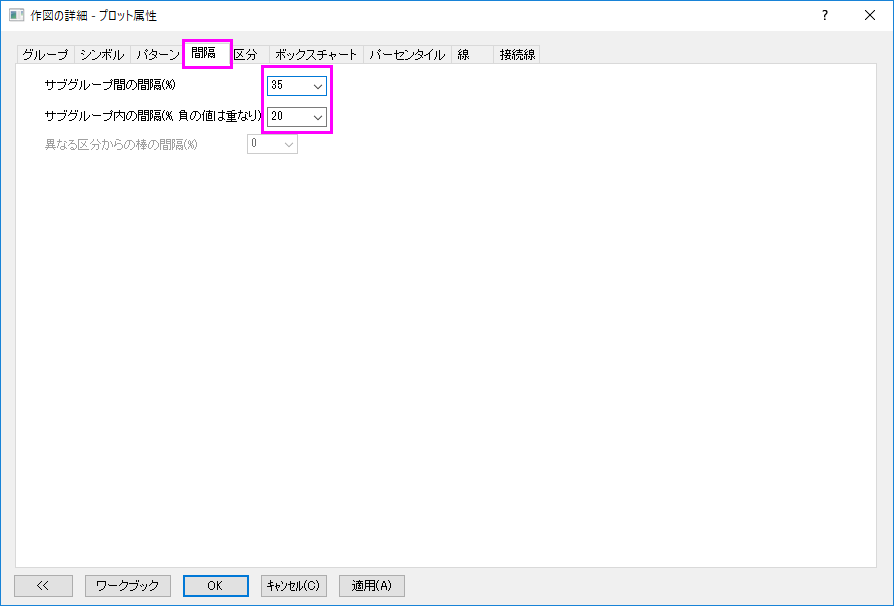 作図の詳細 - プロット属性
?
グループ シンボル パターン 間隔 区分 ボックスチャート パーセンタイル 線 接続線
サブグループ間の間隔(%) 35
サブグループ内の間隔(%, 負の値は重なり) 20
異なる区分からの棒の間隔(%) 0
<< ワークブック OK キャンセル(C) 適用(A)